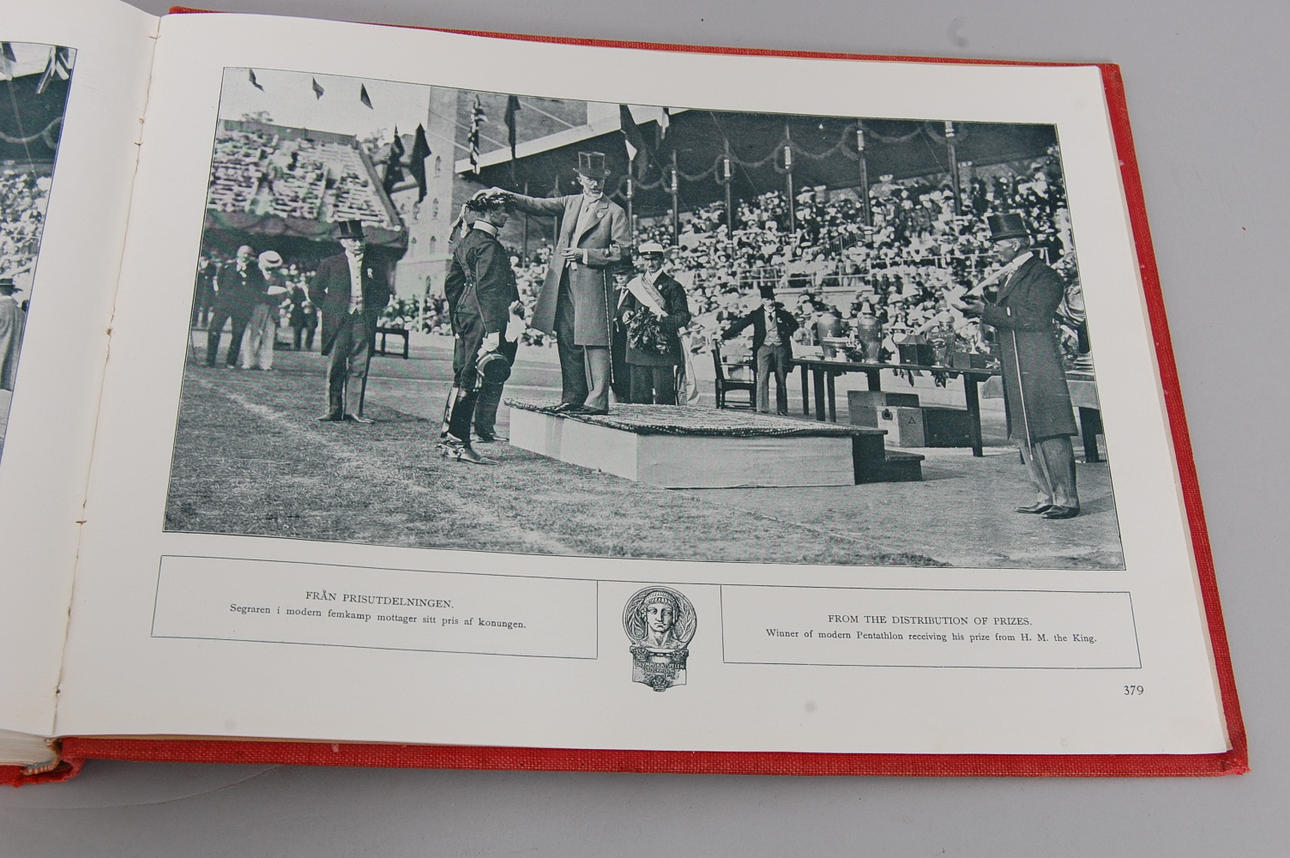 FRÅN PRISUTDELNINGEN.
Segraren i modern femkamp mottager sitt pris af konungen.
FROM THE DISTRIBUTION OF PRIZES.
Winner of modern Pentathlon receiving his prize from H. M. the King.
379